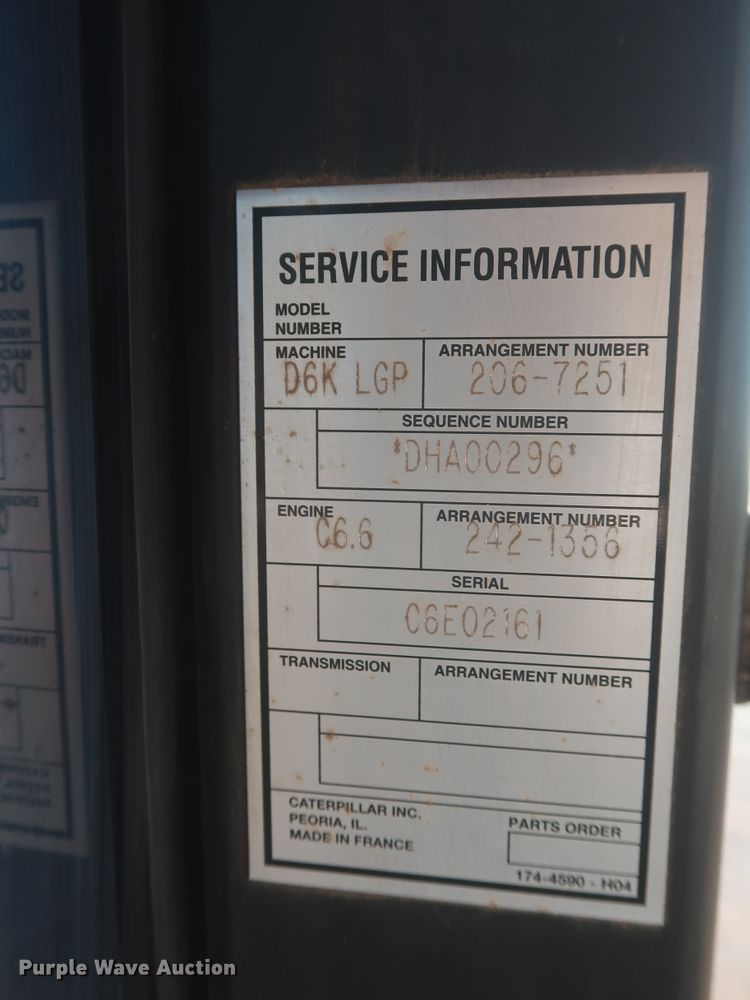 SERVICE INFORMATION
MODEL
NUMBER
MACHINE
ARRANGEMENT NUMBER
D6K LGP
206-7251
SEQUENCE NUMBER
*DHA00296*
ENGINE
ARRANGEMENT NUMBER
C6.6
242-1356
SERIAL
C6E02161
TRANSMISSION
ARRANGEMENT NUMBER
CATERPILLAR INC.
PEORIA, IL.
MADE IN FRANCE
PARTS ORDER
174-4590 - H04
Purple Wave Auction